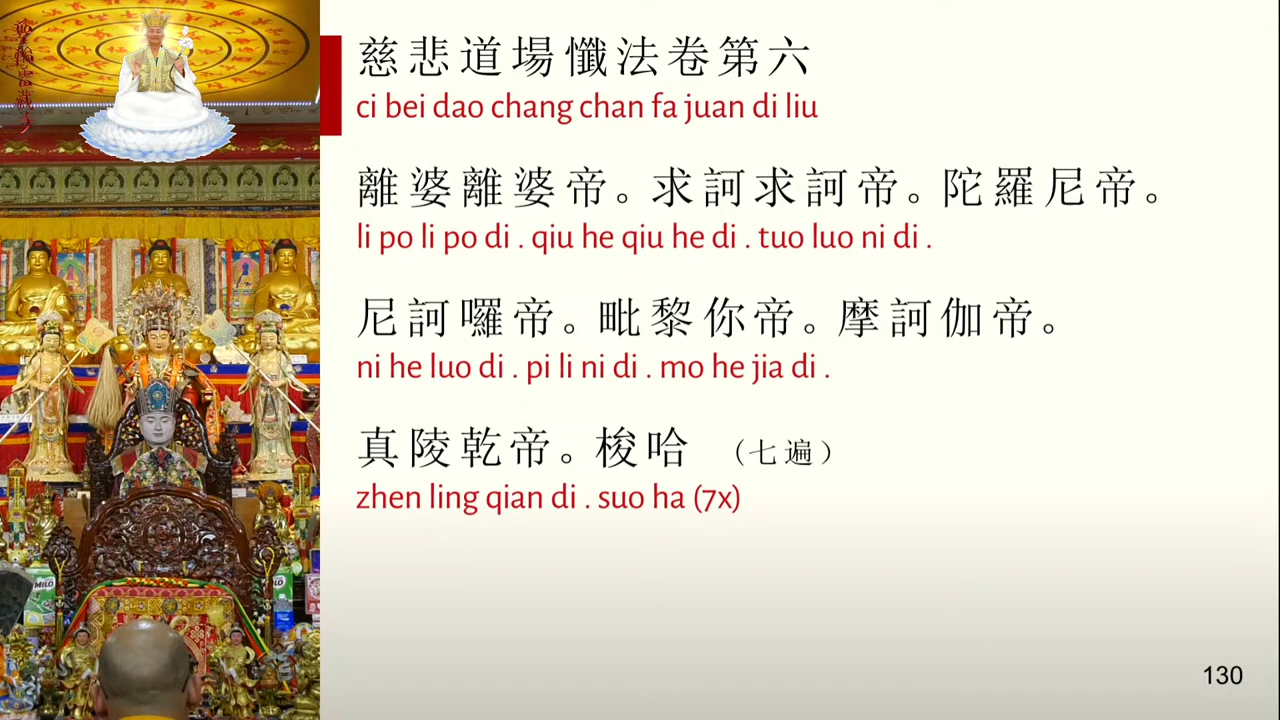 慈悲道場懺法卷第六
ci bei dao chang chan fa juan di liu
離婆離婆帝。求訶求訶帝。陀羅尼帝。
li po li po di . qiu he qiu he di . tuo luo ni di .
尼訶囉帝。毗黎你帝。摩訶伽帝。
ni he luo di . pi li ni di . mo he jia di .
真陵乾帝。梭哈 (七遍)
zhen ling qian di . suo ha (7x)
MILO
130